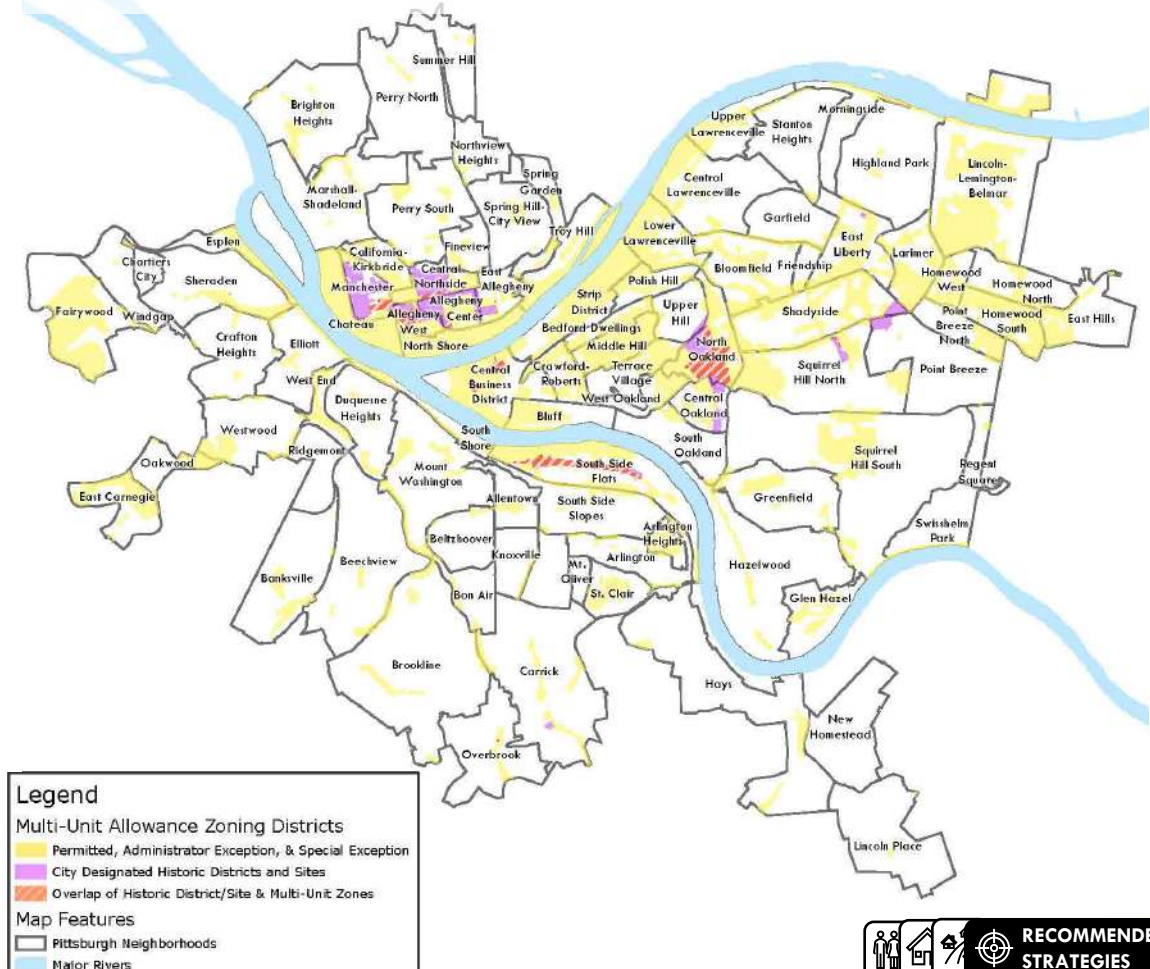 Summer Hill
Perry North
Brighton
Heights
Northview
Heights
Spring
Garden
Marshall-
Shadeland
Perry South
Spring Hill-
City View
Troy Hill
Fineview
California-
Kirkbride
Central
Northside
East
Allegheny
Manchester
Allegheny
Center
Allegheny
West
Chateau
North Shore
Esplen
Chartiers
City
Sheraden
Fairywood
Windgap
Crafton
Heights
Elliott
West End
Duquesne
Heights
Westwood
Ridgemont
Oakwood
East Carnegie
Mount
Washington
Banksville
Beechview
Beltzhoover
Allentown
Knoxville
Bon Air
Brookline
Carrick
Overbrook
Upper
Lawrenceville
Stanton
Heights
Morningside
Highland Park
Lincoln-
Lemington-
Belmar
Central
Lawrenceville
Garfield
Lower
Lawrenceville
East
Liberty
Larimer
Bloomfield
Friendship
Homewood
West
Homewood
North
Homewood
South
East Hills
Point
Breeze
North
Point Breeze
Polish Hill
Strip
District
Upper
Hill
Shadyside
Bedford Dwellings
Middle Hill
North
Oakland
Central
Business
District
Crawford-
Roberts
Terrace
Village
West Oakland
Squirrel
Hill North
Central
Oakland
Bluff
South
Shore
South
Oakland
South Side
Flats
South Side
Slopes
Squirrel
Hill South
Regent
Square
Greenfield
Swisshelm
Park
Arlington
Heights
Arlington
Hazelwood
Mt.
Oliver
St. Clair
Glen Hazel
Hays
New
Homestead
Lincoln Place
Legend
Multi-Unit Allowance Zoning Districts
Permitted, Administrator Exception, & Special Exception
City Designated Historic Districts and Sites
Overlap of Historic District/Site & Multi-Unit Zones
Map Features
Pittsburgh Neighborhoods
Major Rivers
RECOMMENDE
STRATEGIES